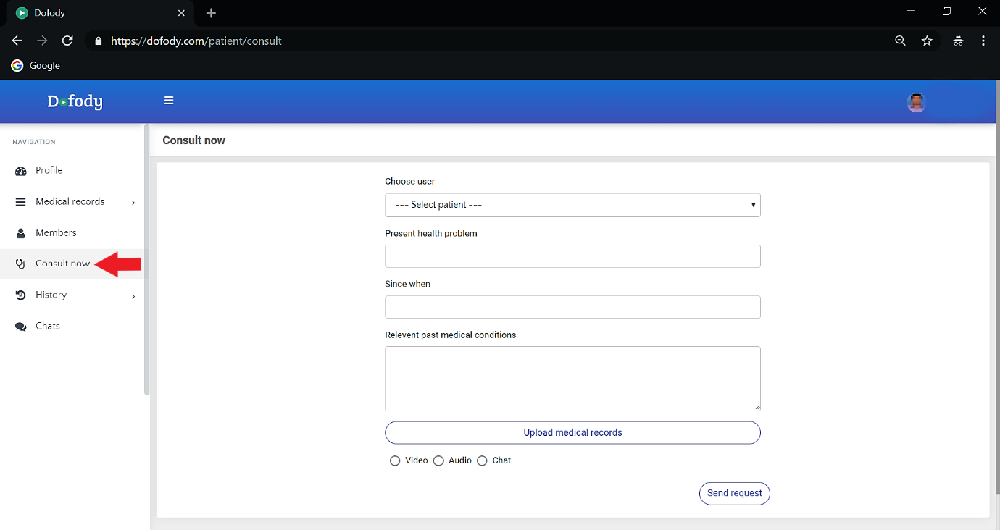 Dofody
https://dofody.com/patient/consult
Google
Dofody
NAVIGATION
Profile
Medical records
Members
Consult now
History
Chats
Consult now
Choose user
--- Select patient ---
Present health problem
Since when
Relevent past medical conditions
Upload medical records
Video Audio Chat
Send request